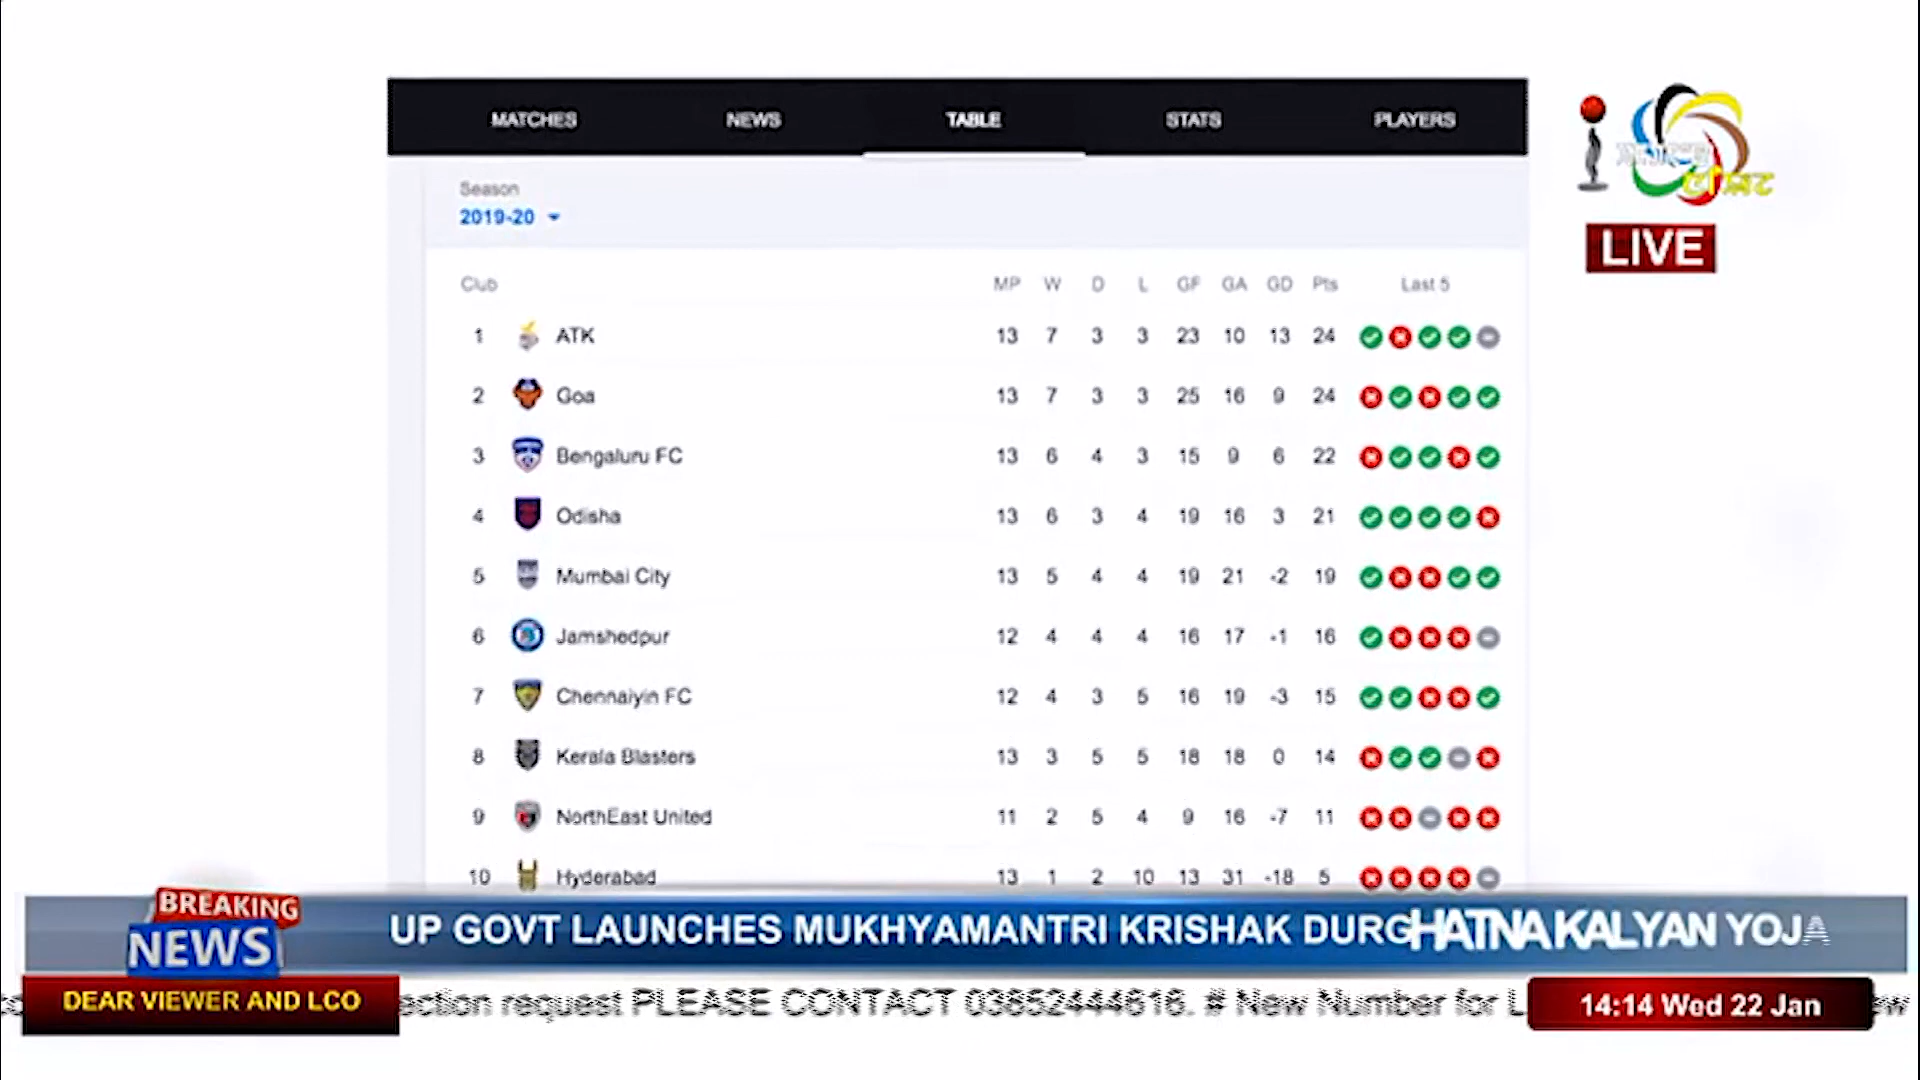 MATCHES NEWS TABLE STATS PLAYERS
Season
2019-20
LIVE
Club MP W D L GF GA GD Pts Last 5
1 ATK 13 7 3 3 23 10 13 24
2 Goa 13 7 3 3 25 16 9 24
3 Bengaluru FC 13 6 4 3 15 9 6 22
4 Odisha 13 6 3 4 19 16 3 21
5 Mumbai City 13 5 4 4 19 21 -2 19
6 Jamshedpur 12 4 4 4 16 17 -1 16
7 Chennaiyin FC 12 4 3 5 16 19 -3 15
8 Kerala Blasters 13 3 5 5 18 18 0 14
9 NorthEast United 11 2 5 4 9 16 -7 11
10 Hyderabad 13 1 2 10 13 31 -18 5
BREAKING
NEWS
UP GOVT LAUNCHES MUKHYAMANTRI KRISHAK DURGHATNA KALYAN YOJA
DEAR VIEWER AND LCO
ection request PLEASE CONTACT 03852444616. # New Number for L
14:14 Wed 22 Jan